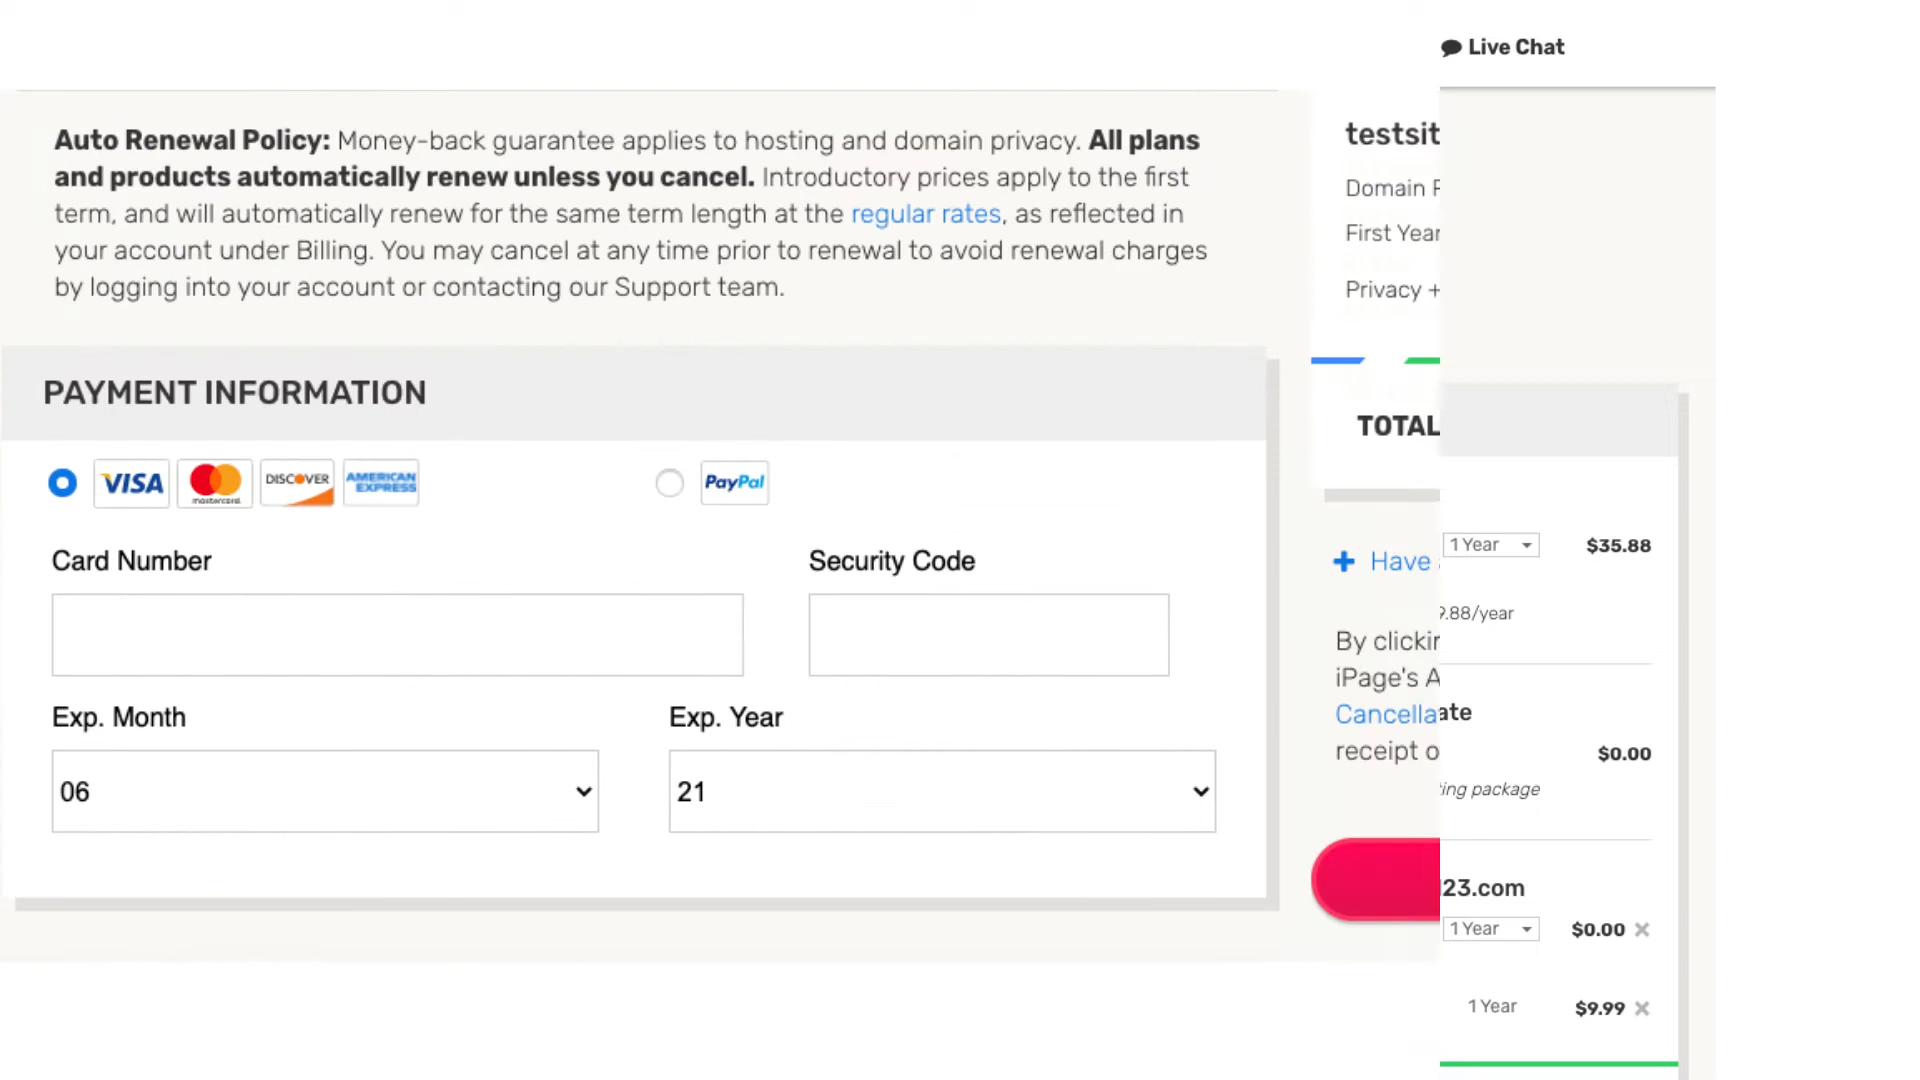 Live Chat
Auto Renewal Policy: Money-back guarantee applies to hosting and domain privacy. All plans
and products automatically renew unless you cancel. Introductory prices apply to the first
term, and will automatically renew for the same term length at the regular rates, as reflected in
your account under Billing. You may cancel at any time prior to renewal to avoid renewal charges
by logging into your account or contacting our Support team.
PAYMENT INFORMATION
VISA mastercard DISCOVER AMERICAN EXPRESS PayPal
Card Number Security Code
Exp. Month Exp. Year
06 21
testsit
Domain
First Year
Privacy +
TOTAL
+ Have
By clickin
iPage's A
Cancella
receipt o
1 Year $35.88
9.88/year
ate
$0.00
ting package
123.com
1 Year $0.00
1 Year $9.99